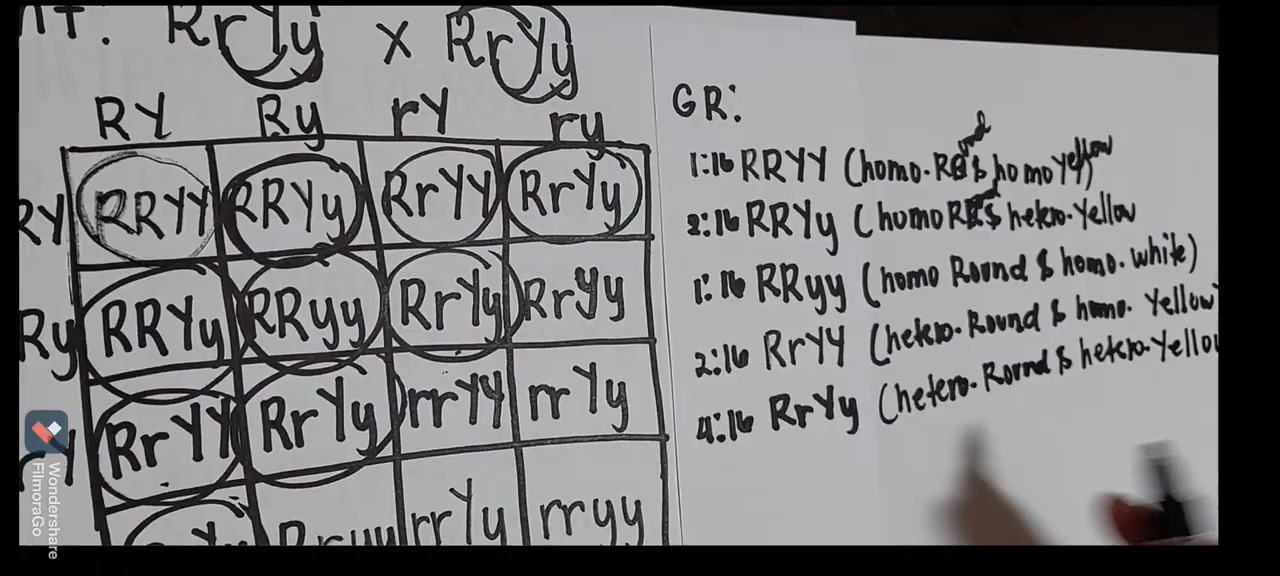 RrYy x RrYy
RY Ry rY ry
RY RRYY RRYy RrYY RrYy
Ry RRYy RRyy RrYy Rryy
RrYY RrYy rrYY rrYy
Rryy rrYy rryy
GR:
1:16 RRYY (homo. Round & homo Yellow)
2:16 RRYy (homo Round & hetero. Yellow
1:16 RRyy (homo Round & homo. white)
2:16 RrYY (hetero. Round & homo. Yellow
4:16 RrYy (hetero. Round & hetero. Yellow
Wondershare
FilmoraGo